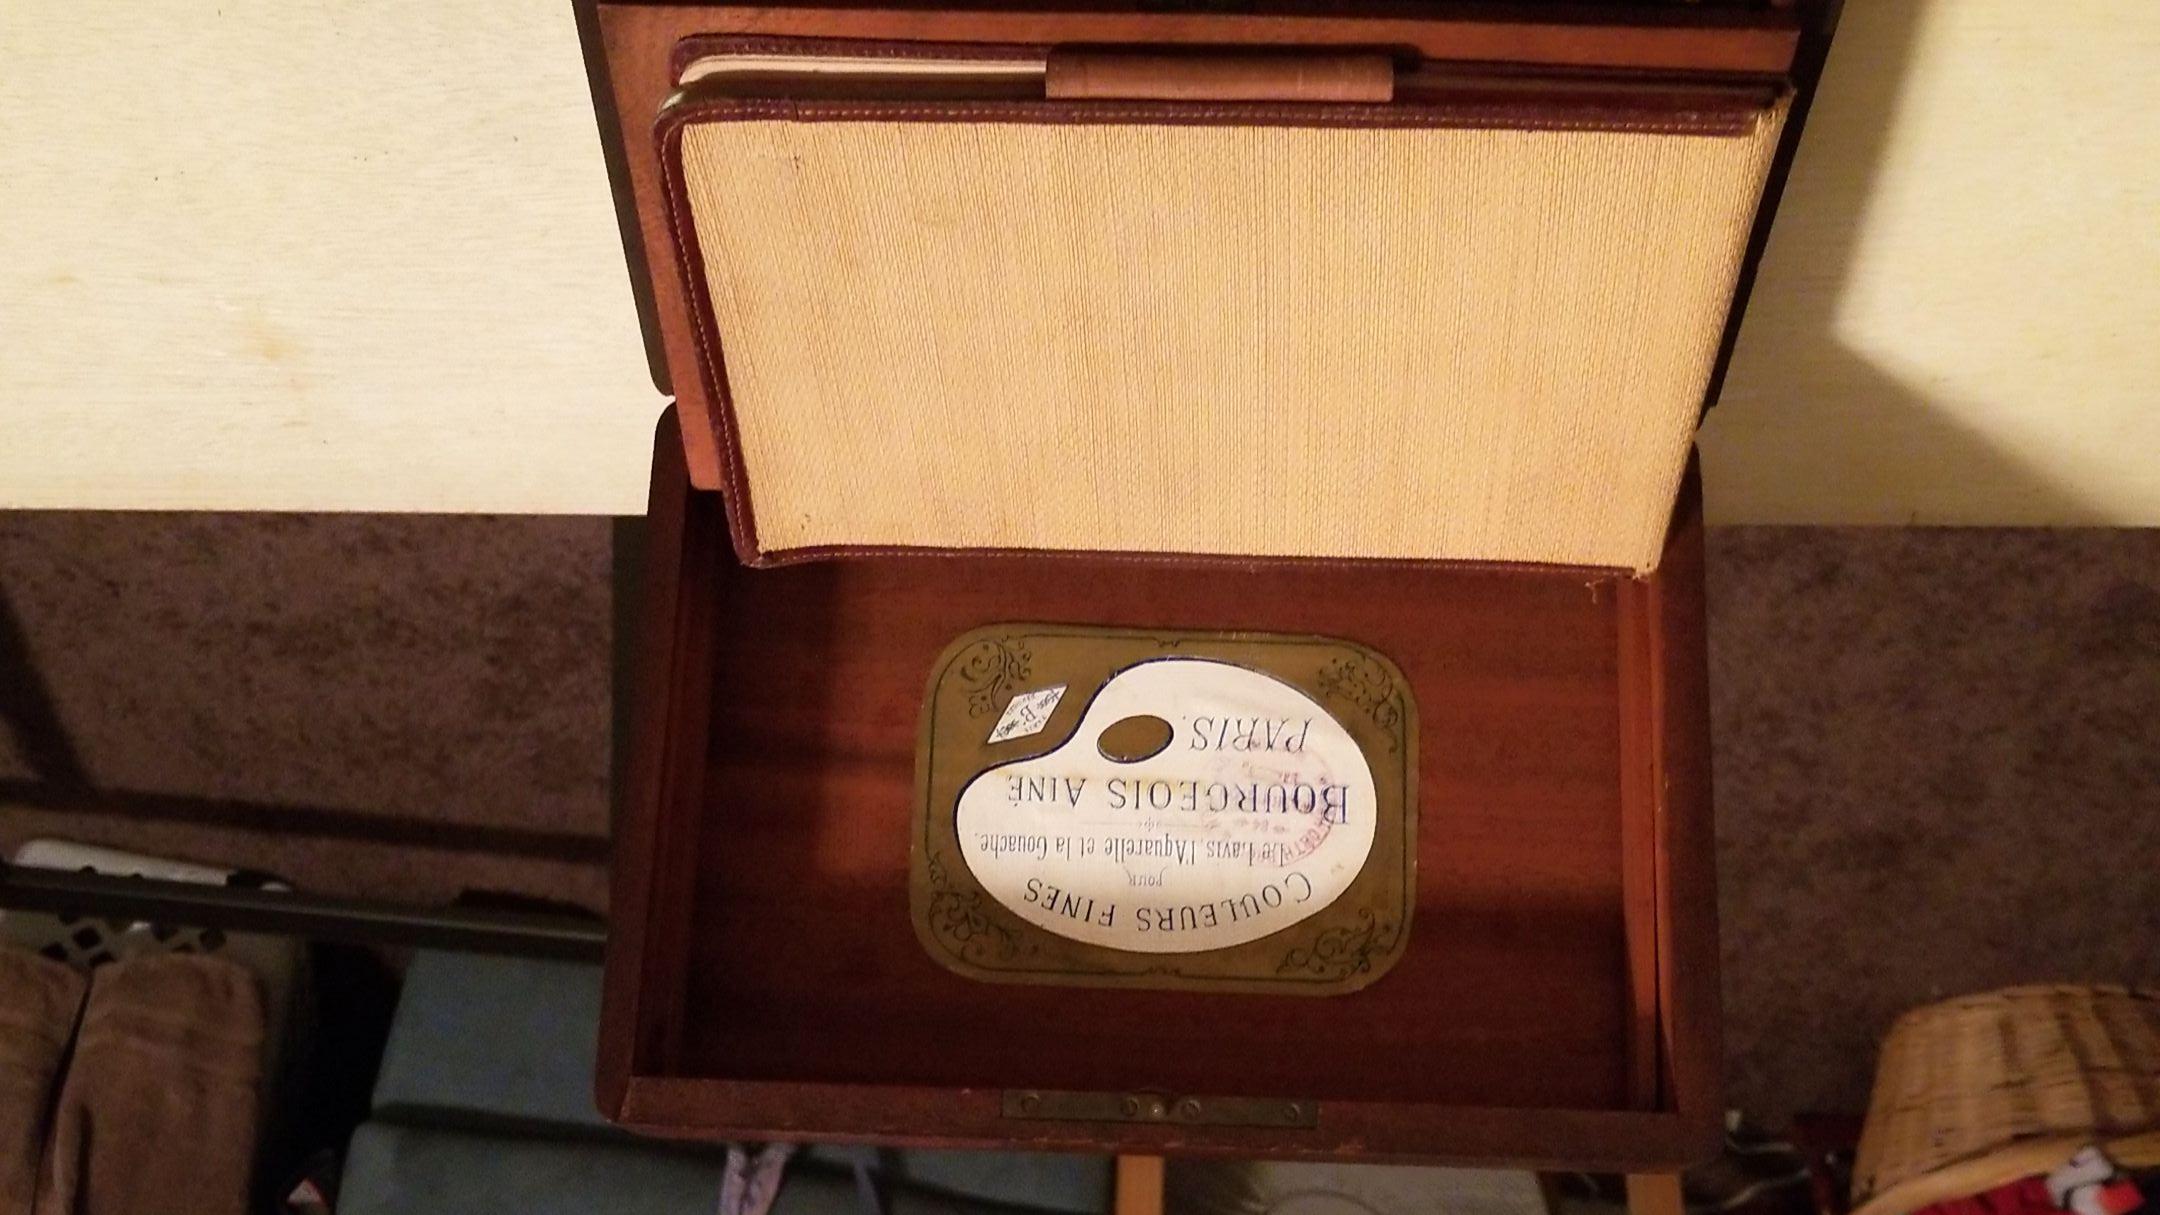 COULEURS FINES
POUR
Le Lavis, l'Aquarelle et la Gouache.
BOURGEOIS AINÉ
PARIS.
B